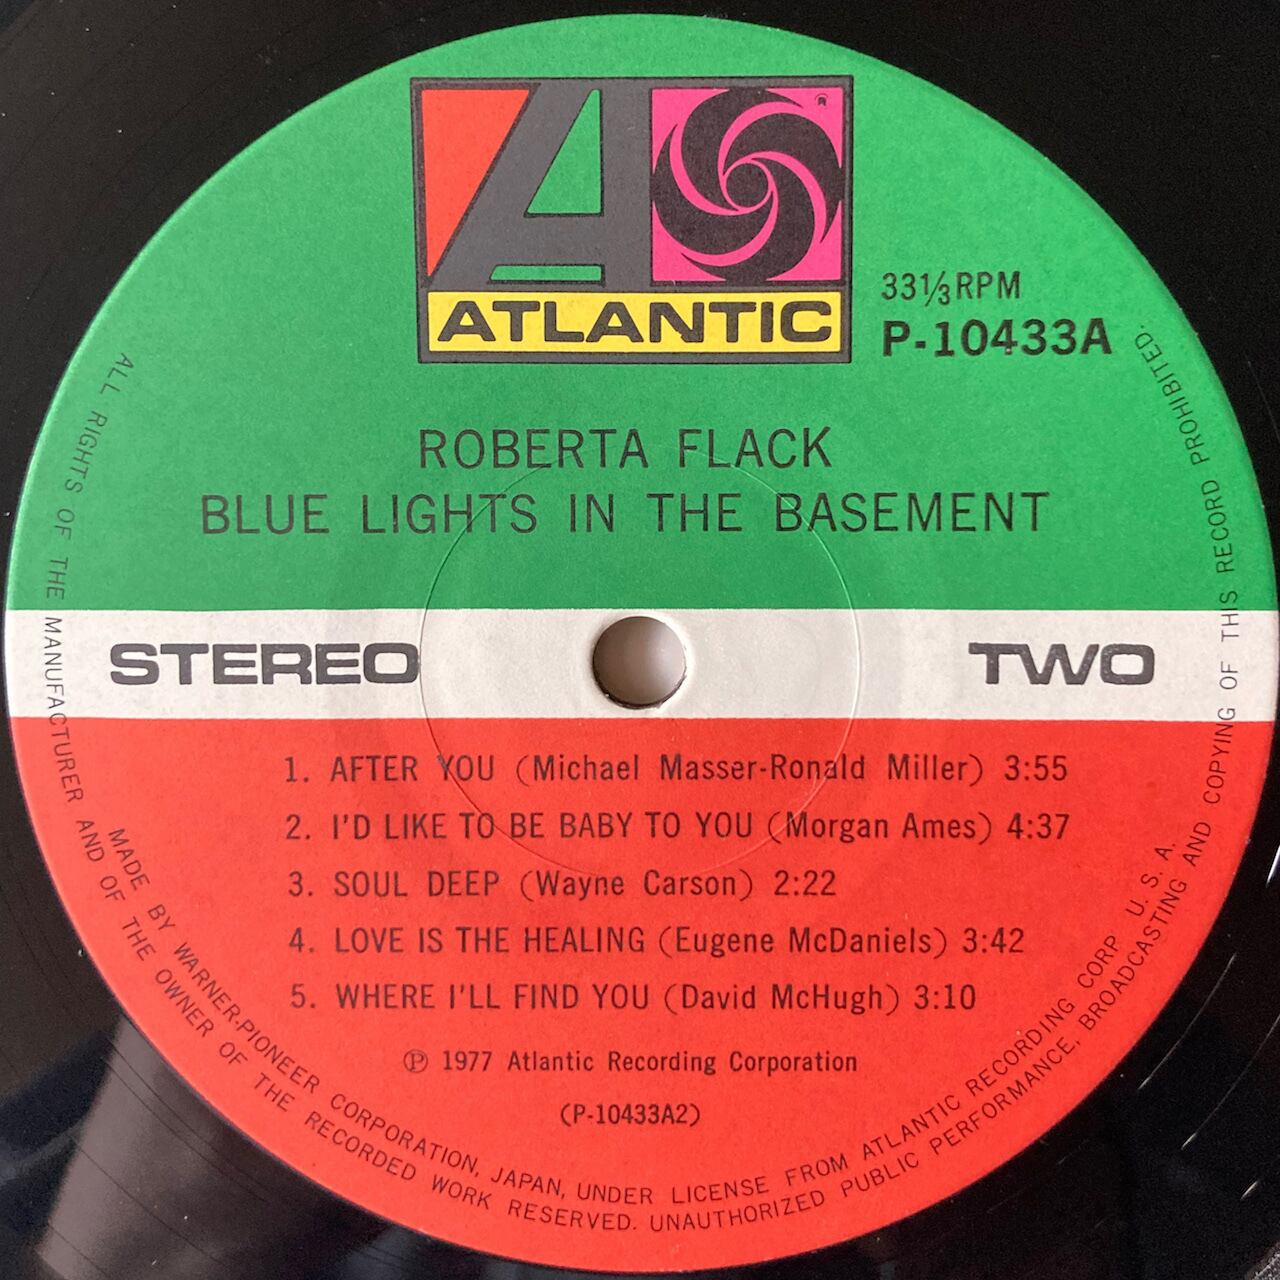 ATLANTIC
33⅓RPM
P-10433A
ROBERTA FLACK
BLUE LIGHTS IN THE BASEMENT
STEREO
TWO
1. AFTER YOU (Michael Masser-Ronald Miller) 3:55
2. I'D LIKE TO BE BABY TO YOU (Morgan Ames) 4:37
3. SOUL DEEP (Wayne Carson) 2:22
4. LOVE IS THE HEALING (Eugene McDaniels) 3:42
5. WHERE I'LL FIND YOU (David McHugh) 3:10
℗ 1977 Atlantic Recording Corporation
(P-10433A2)
MADE BY WARNER-PIONEER CORPORATION, JAPAN, UNDER LICENSE FROM ATLANTIC RECORDING CORP U. S. A.
ALL RIGHTS OF THE MANUFACTURER AND OF THE OWNER OF THE RECORDED WORK RESERVED. UNAUTHORIZED PUBLIC PERFORMANCE, BROADCASTING AND COPYING OF THIS RECORD PROHIBITED.